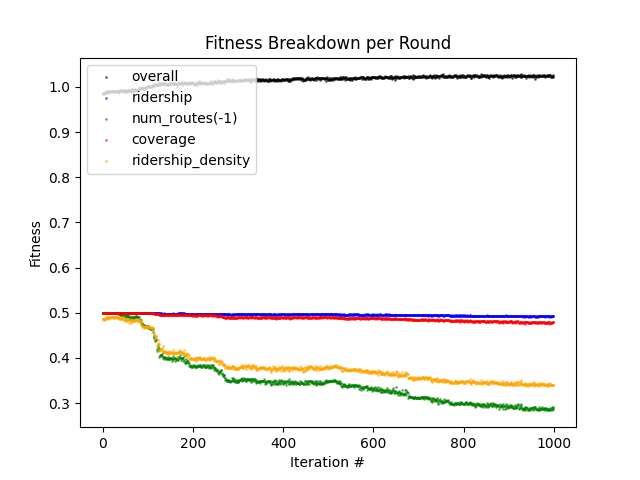 Fitness Breakdown per Round
overall
ridership
num_routes(-1)
coverage
ridership_density
Fitness
1.0
0.9
0.8
0.7
0.6
0.5
0.4
0.3
0 200 400 600 800 1000
Iteration #